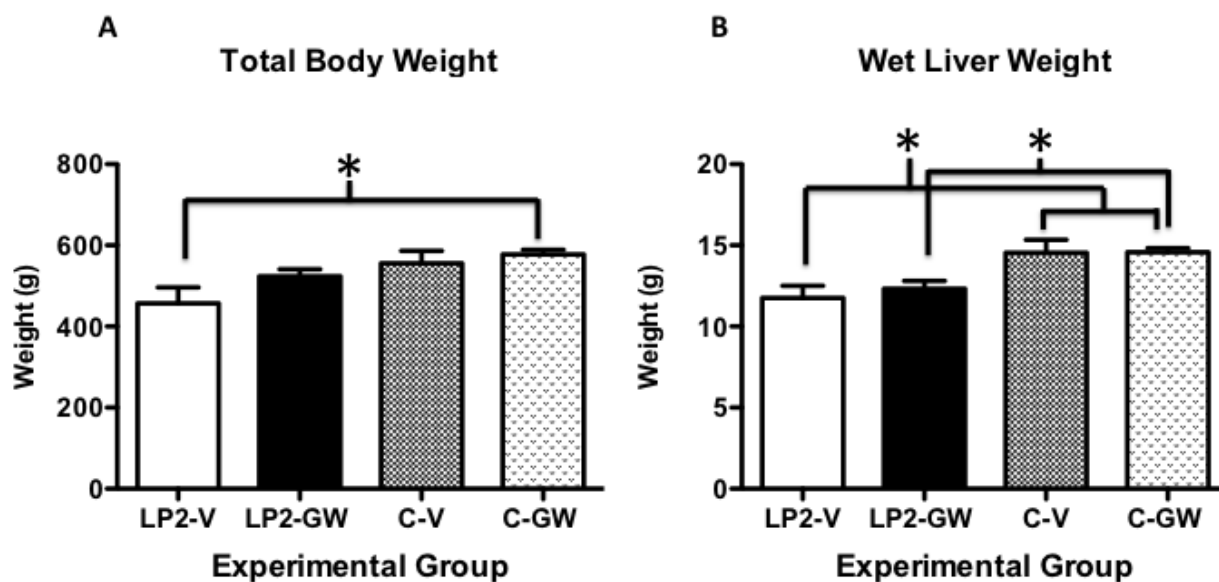 A
Total Body Weight
*
800
600
400
200
0
Weight (g)
LP2-V LP2-GW C-V C-GW
Experimental Group
B
Wet Liver Weight
* *
20
15
10
5
0
Weight (g)
LP2-V LP2-GW C-V C-GW
Experimental Group